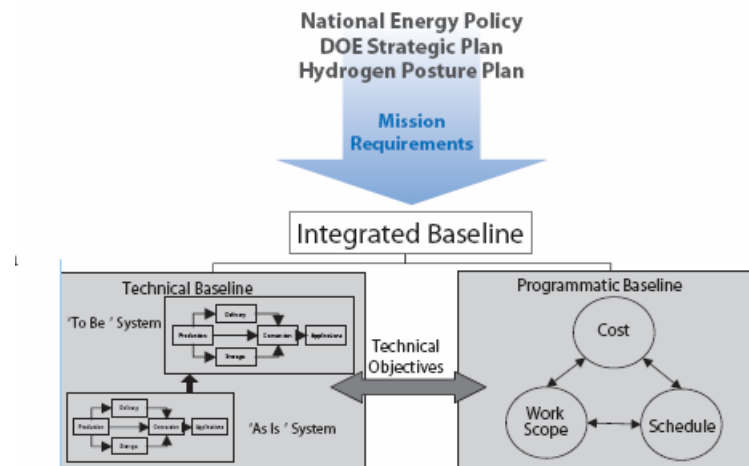 National Energy Policy
DOE Strategic Plan
Hydrogen Posture Plan
Mission
Requirements
Integrated Baseline
Technical Baseline
'To Be ' System
Delivery
Production
Conversion
Applications
Storage
Delivery
Production
Conversion
Applications
Storage
'As Is ' System
Technical
Objectives
Programmatic Baseline
Cost
Work
Scope
Schedule